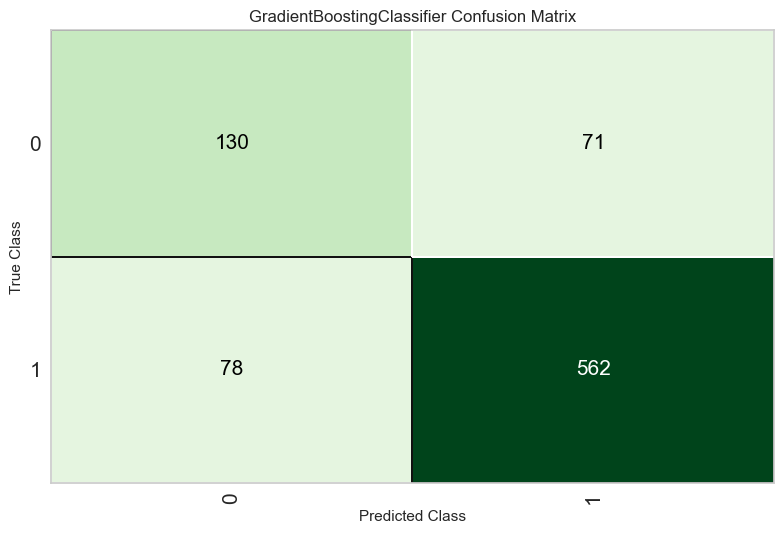 GradientBoostingClassifier Confusion Matrix
0
130
71
True Class
1
78
562
0
1
Predicted Class